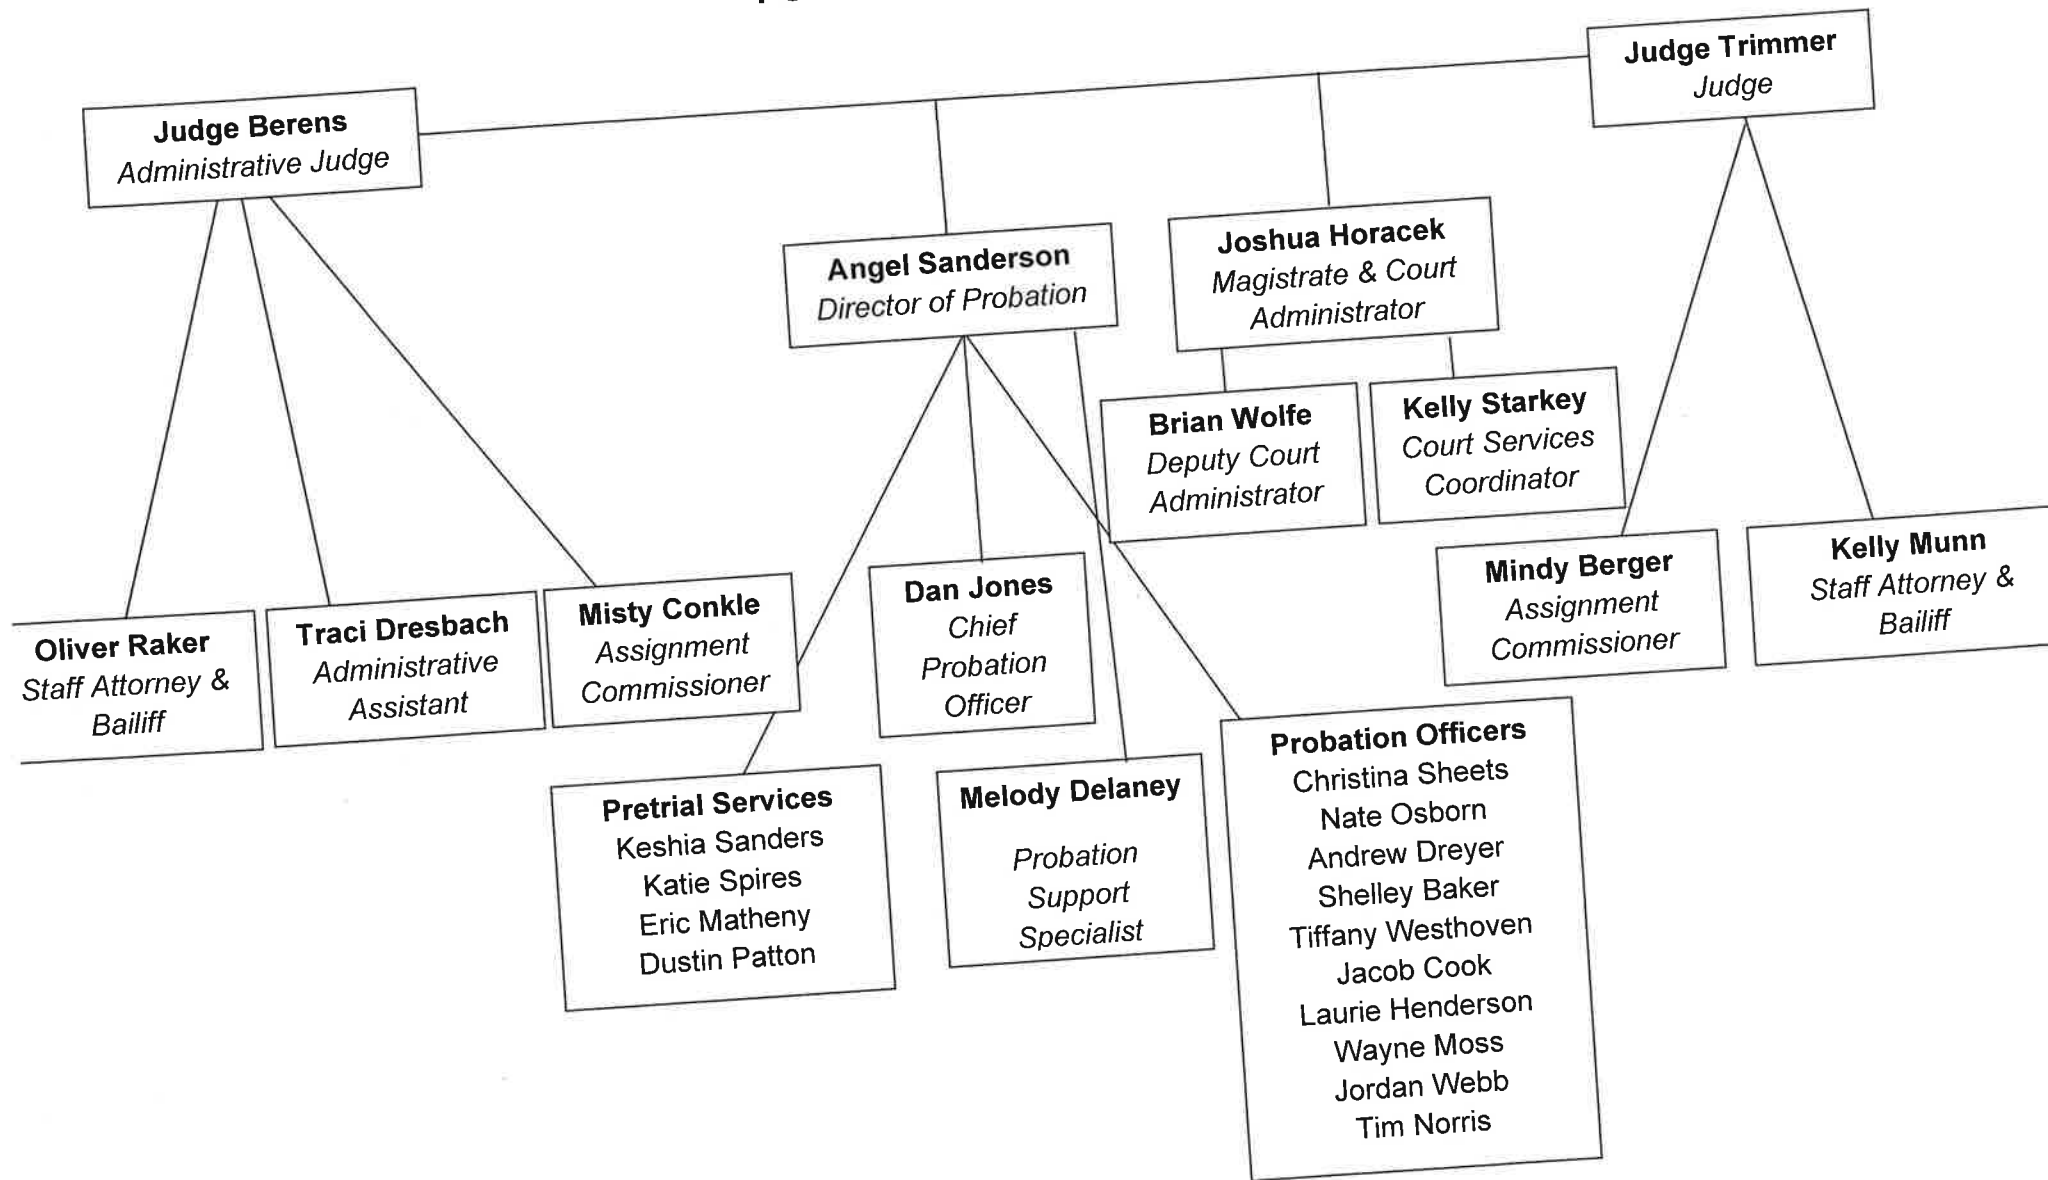 Judge Trimmer
Judge
Judge Berens
Administrative Judge
Angel Sanderson
Director of Probation
Joshua Horacek
Magistrate & Court
Administrator
Brian Wolfe
Deputy Court
Administrator
Kelly Starkey
Court Services
Coordinator
Oliver Raker
Staff Attorney &
Bailiff
Traci Dresbach
Administrative
Assistant
Misty Conkle
Assignment
Commissioner
Dan Jones
Chief
Probation
Officer
Mindy Berger
Assignment
Commissioner
Kelly Munn
Staff Attorney &
Bailiff
Pretrial Services
Keshia Sanders
Katie Spires
Eric Matheny
Dustin Patton
Melody Delaney
Probation
Support
Specialist
Probation Officers
Christina Sheets
Nate Osborn
Andrew Dreyer
Shelley Baker
Tiffany Westhoven
Jacob Cook
Laurie Henderson
Wayne Moss
Jordan Webb
Tim Norris